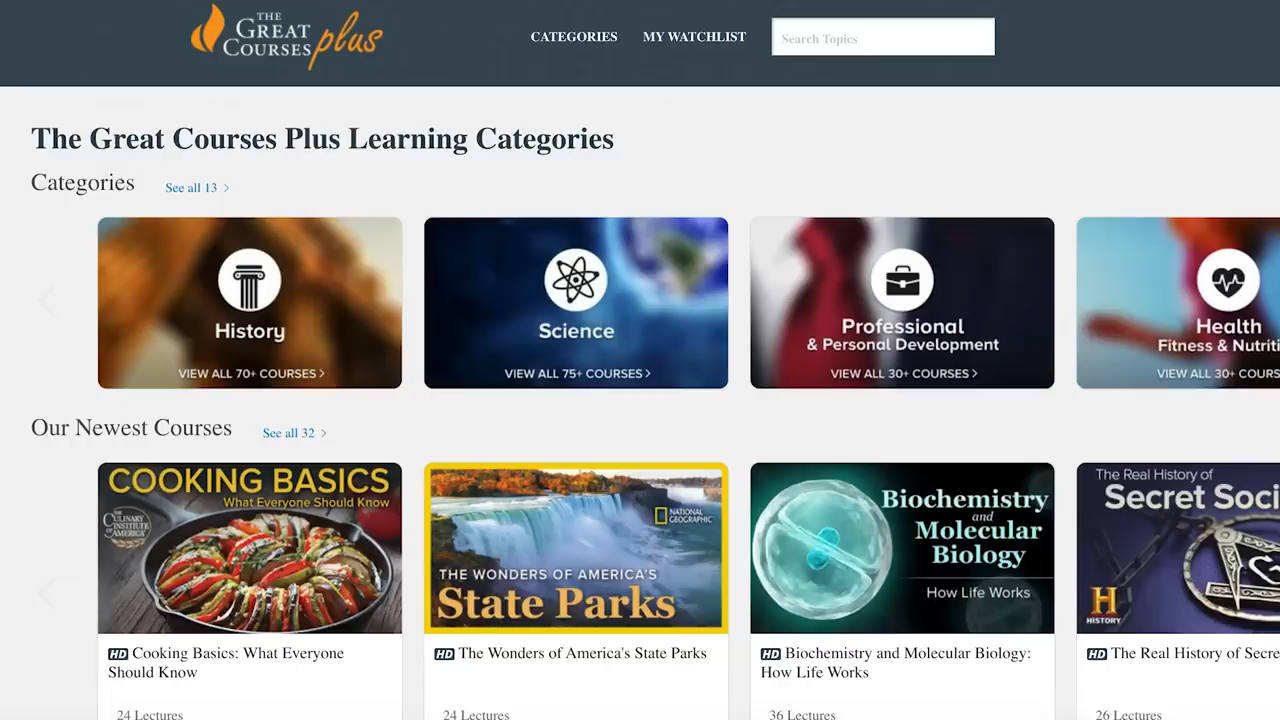 THE
GREAT
COURSES plus
CATEGORIES
MY WATCHLIST
Search Topics
The Great Courses Plus Learning Categories
Categories
See all 13 >
History
VIEW ALL 70+ COURSES >
Science
VIEW ALL 75+ COURSES >
Professional
& Personal Development
VIEW ALL 30+ COURSES >
Health
Fitness & Nutriti
VIEW ALL 30+ COURS
Our Newest Courses
See all 32 >
COOKING BASICS
What Everyone Should Know
THE
CULINARY
INSTITUTE OF
AMERICA
NATIONAL
GEOGRAPHIC
THE WONDERS OF AMERICA'S
State Parks
Biochemistry
and
Molecular
Biology
How Life Works
The Real History of
Secret Soci
G
H
HISTORY
HD Cooking Basics: What Everyone
Should Know
24 Lectures
HD The Wonders of America's State Parks
24 Lectures
HD Biochemistry and Molecular Biology:
How Life Works
36 Lectures
HD The Real History of Secre
26 Lectures